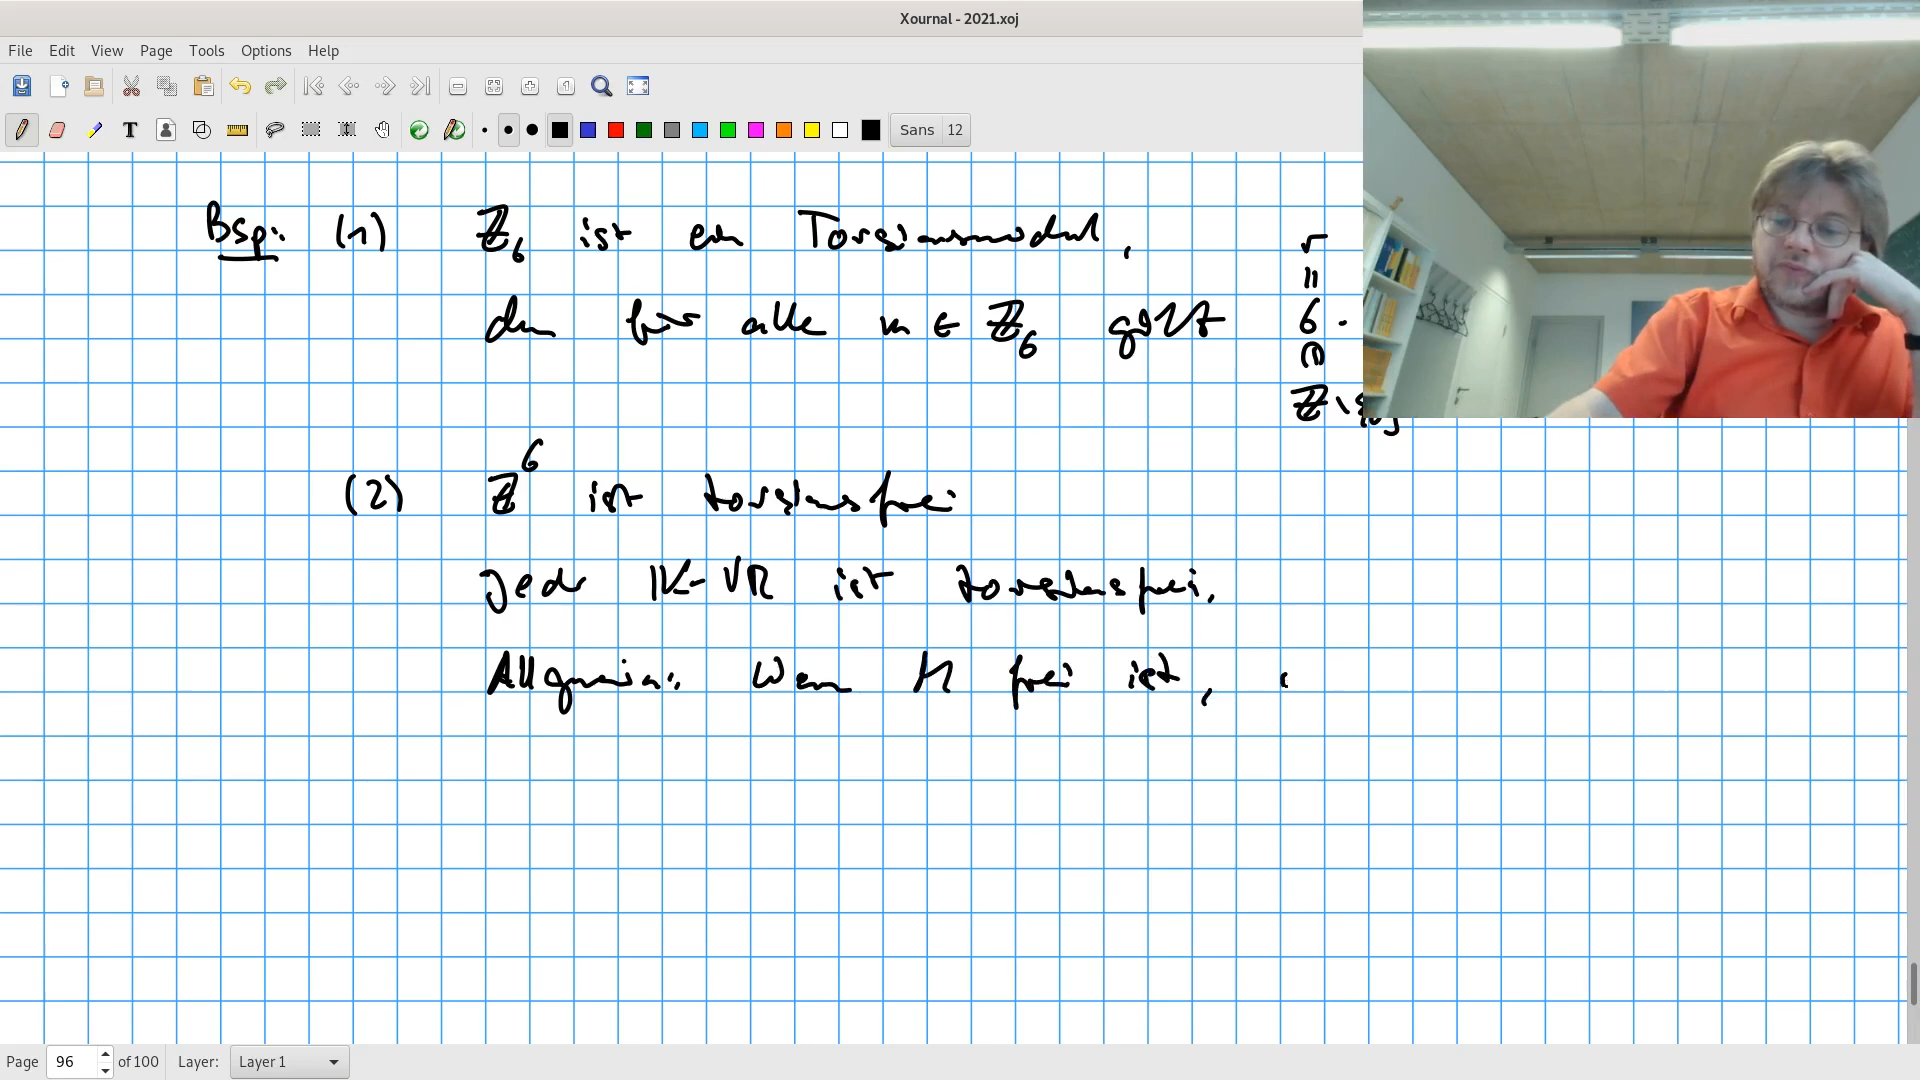 Xournal - 2021.xoj
File Edit View Page Tools Options Help
Sans 12
Bsp: (1) ℤ₆ ist ein Torsionsmodul,
denn für alle m ∈ ℤ₆ gilt 6 ·
r
=
∈
ℤ \
(2) ℤ⁶ ist torsionsfrei
Jeder K-VR ist torsionsfrei.
Allgemein: Wenn M frei ist,
Page 96 of 100 Layer: Layer 1